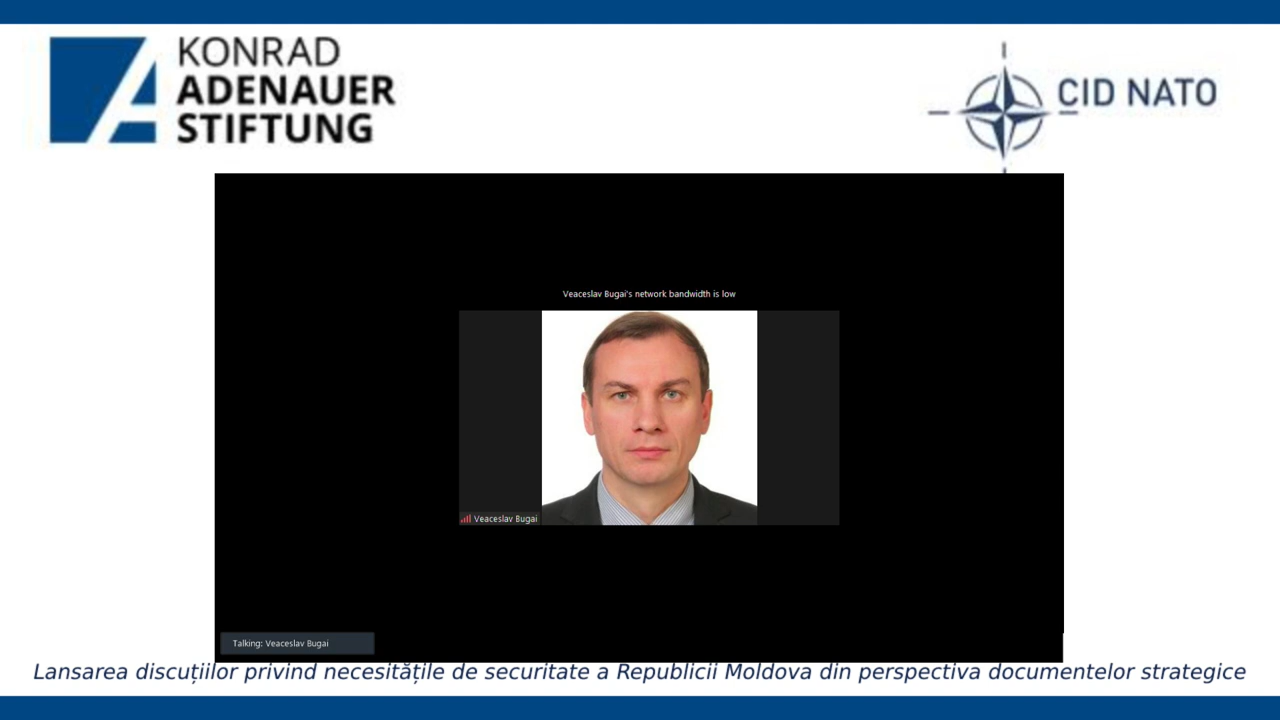 KONRAD
ADENAUER
STIFTUNG
CID NATO
Veaceslav Bugai's network bandwidth is low
Veaceslav Bugai
Talking: Veaceslav Bugai
Lansarea discuțiilor privind necesitățile de securitate a Republicii Moldova din perspectiva documentelor strategice